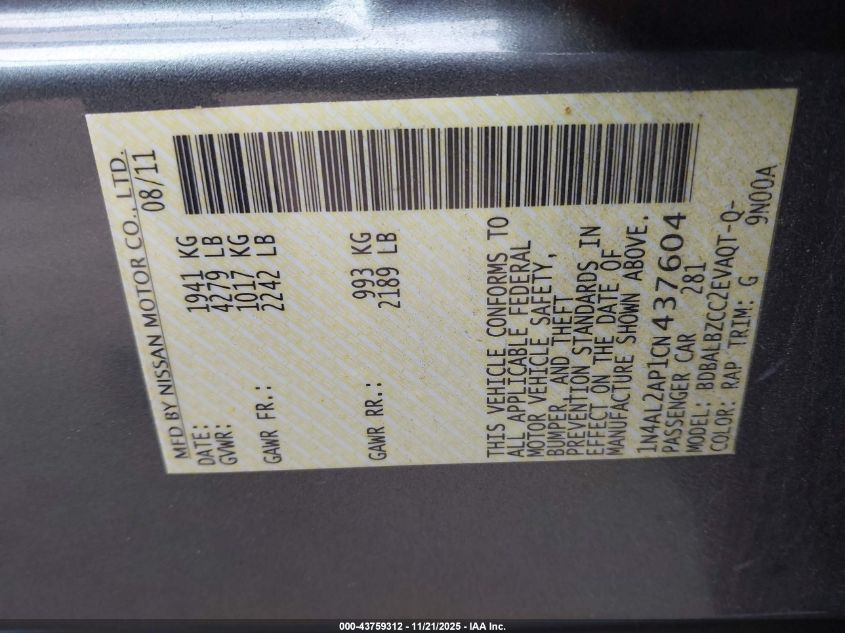 MFD BY NISSAN MOTOR CO., LTD.
DATE: 08/11
GVWR: 1941 KG
4279 LB
GAWR FR.: 1017 KG
2242 LB
GAWR RR.: 993 KG
2189 LB
THIS VEHICLE CONFORMS TO
ALL APPLICABLE FEDERAL
MOTOR VEHICLE SAFETY,
BUMPER, AND THEFT
PREVENTION STANDARDS IN
EFFECT ON THE DATE OF
MANUFACTURE SHOWN ABOVE.
1N4AL2AP1CN437604
PASSENGER CAR 281
MODEL: BDBALBZCC2EVAQT-Q-
COLOR: RAP TRIM: G 9N00A
000-43759312 - 11/21/2025 - IAA Inc.